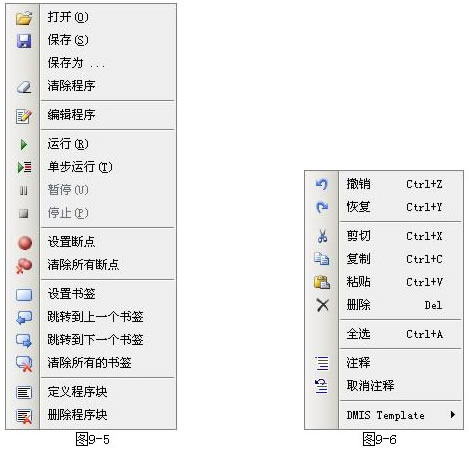 打开(O)
保存(S)
保存为 ...
清除程序
编辑程序
运行(R)
单步运行(T)
暂停(U)
停止(P)
设置断点
清除所有断点
设置书签
跳转到上一个书签
跳转到下一个书签
清除所有的书签
定义程序块
删除程序块
图9-5
撤销 Ctrl+Z
恢复 Ctrl+Y
剪切 Ctrl+X
复制 Ctrl+C
粘贴 Ctrl+V
删除 Del
全选 Ctrl+A
注释
取消注释
DMIS Template
图9-6